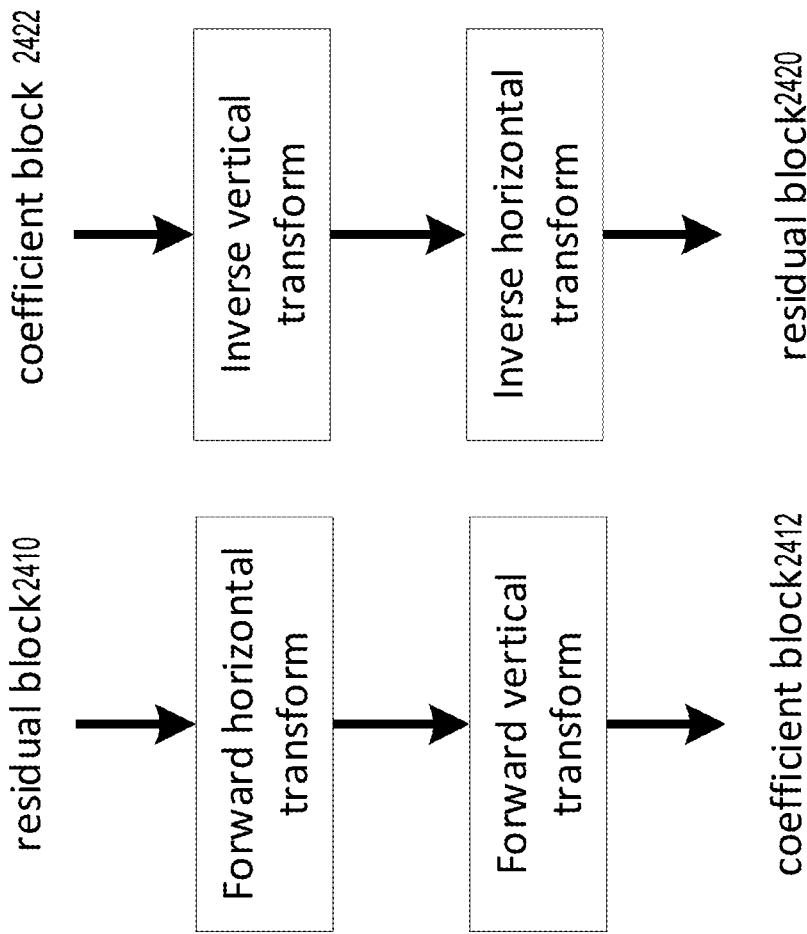 residual block2410
Forward horizontal
transform
Forward vertical
transform
coefficient block2412
coefficient block 2422
Inverse vertical
transform
Inverse horizontal
transform
residual block2420